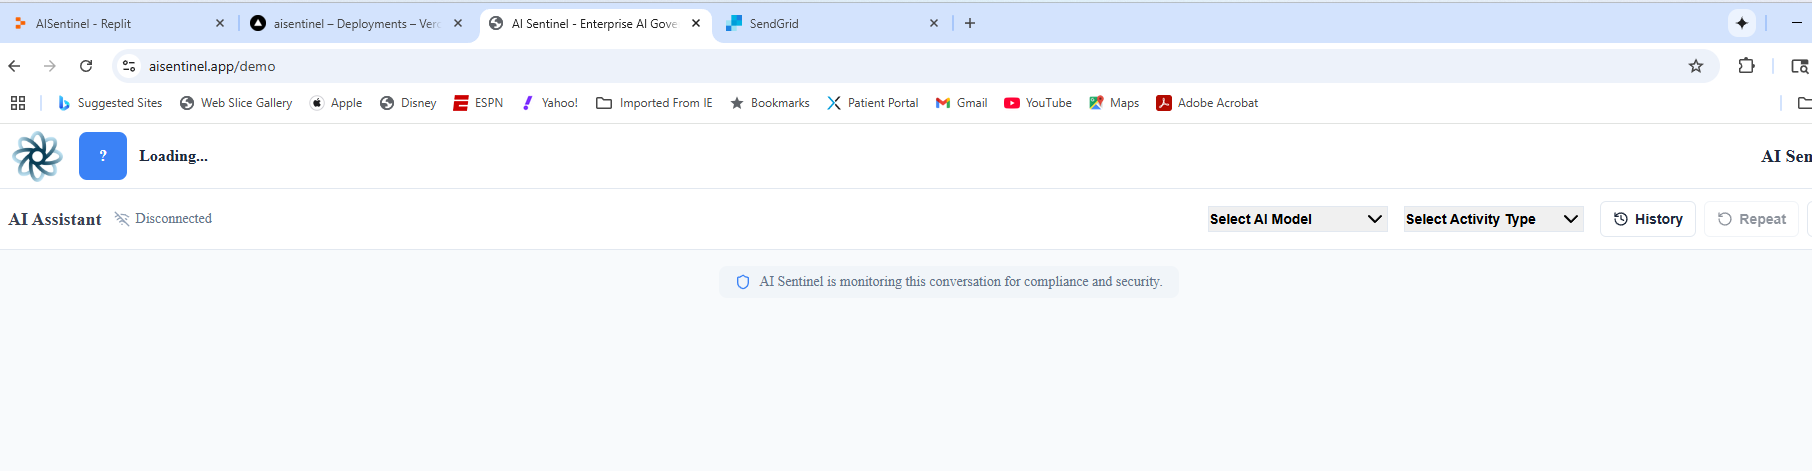 AISentinel - Replit
aisentinel – Deployments – Verc
AI Sentinel - Enterprise AI Gove
SendGrid
aisentinel.app/demo
Suggested Sites
Web Slice Gallery
Apple
Disney
ESPN
Yahoo!
Imported From IE
Bookmarks
Patient Portal
Gmail
YouTube
Maps
Adobe Acrobat
?
Loading...
AI Sen
AI Assistant
Disconnected
Select AI Model
Select Activity Type
History
Repeat
AI Sentinel is monitoring this conversation for compliance and security.